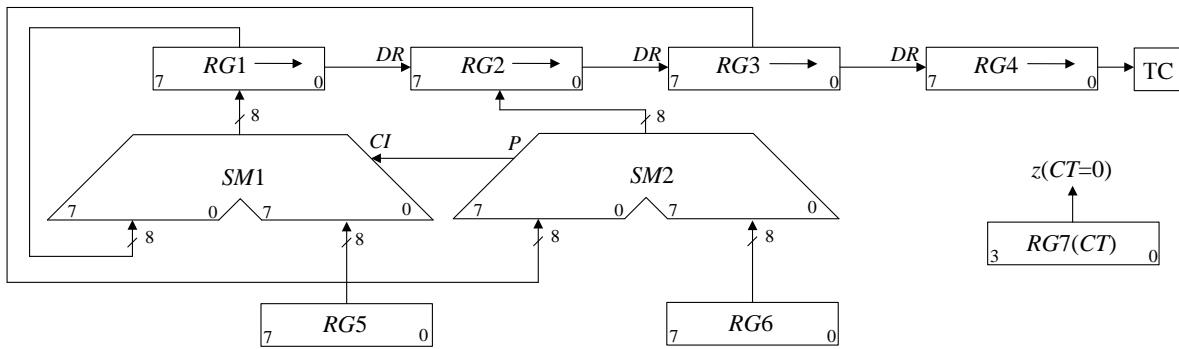 RG1 DR RG2 DR RG3 DR RG4 TC
7 0 7 0 7 0 7 0
8 8
CI P
SM1 SM2 z(CT=0)
7 0 7 0 7 0 7 0
8 8 8 8 RG7(CT)
3 0
RG5 RG6
7 0 7 0